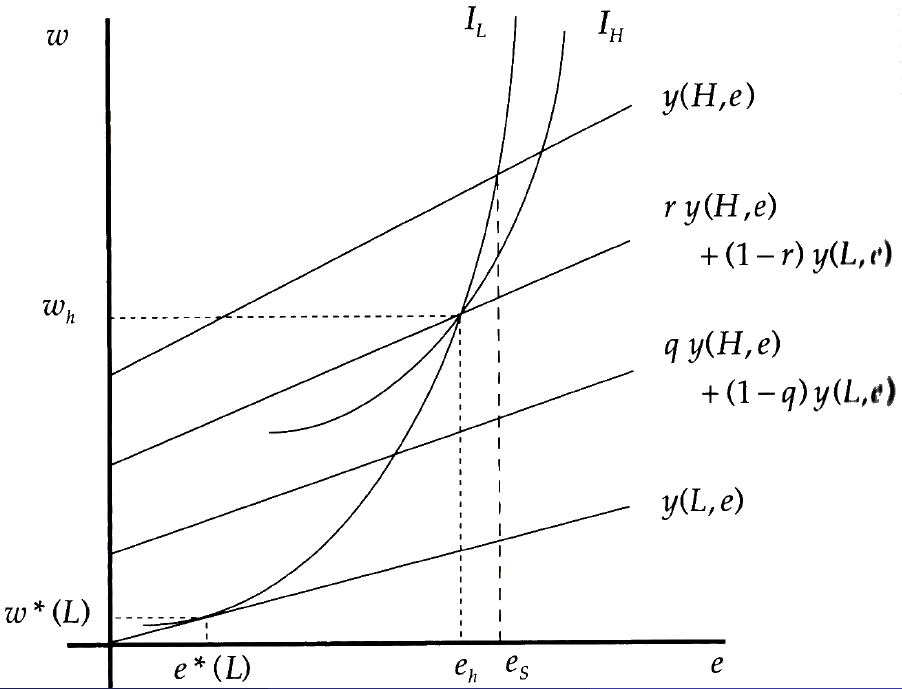 w
I_L
I_H
y(H,e)
r y(H,e)
+ (1 – r) y(L,e)
w_h
q y(H,e)
+ (1 – q) y(L,e)
y(L,e)
w*(L)
e*(L)
e_h
e_s
e